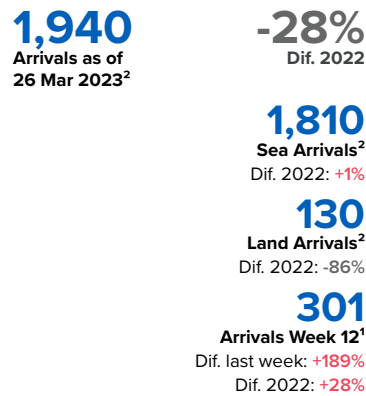 1,940
Arrivals as of
26 Mar 2023²
-28%
Dif. 2022
1,810
Sea Arrivals²
Dif. 2022: +1%
130
Land Arrivals²
Dif. 2022: -86%
301
Arrivals Week 12¹
Dif. last week: +189%
Dif. 2022: +28%